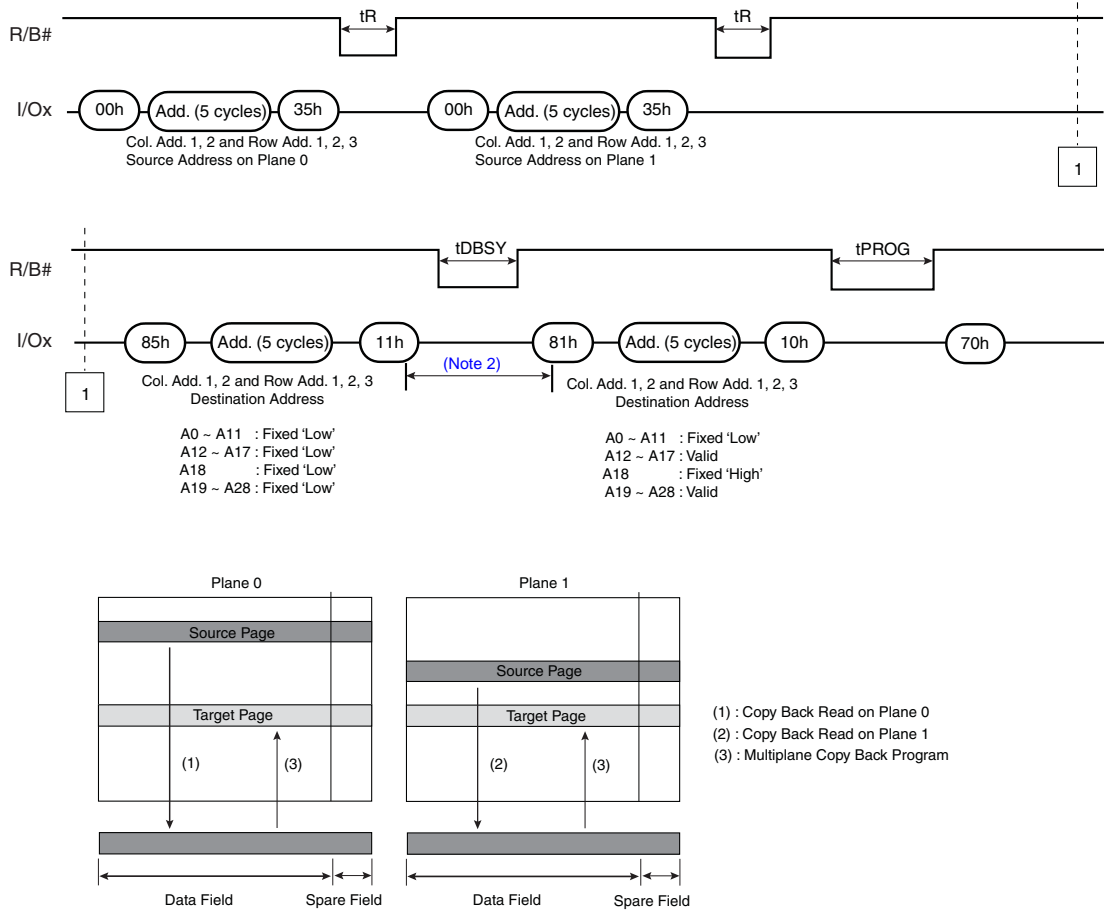 tR
tR
R/B#
I/Ox
00h
Add. (5 cycles)
35h
00h
Add. (5 cycles)
35h
Col. Add. 1, 2 and Row Add. 1, 2, 3
Source Address on Plane 0
Col. Add. 1, 2 and Row Add. 1, 2, 3
Source Address on Plane 1
1
tDBSY
tPROG
R/B#
I/Ox
85h
Add. (5 cycles)
11h
(Note 2)
81h
Add. (5 cycles)
10h
70h
1
Col. Add. 1, 2 and Row Add. 1, 2, 3
Destination Address
Col. Add. 1, 2 and Row Add. 1, 2, 3
Destination Address
A0 ~ A11 : Fixed ‘Low’
A12 ~ A17 : Fixed ‘Low’
A18 : Fixed ‘Low’
A19 ~ A28 : Fixed ‘Low’
A0 ~ A11 : Fixed ‘Low’
A12 ~ A17 : Valid
A18 : Fixed ‘High’
A19 ~ A28 : Valid
Plane 0
Source Page
Target Page
(1)
(3)
Data Field
Spare Field
Plane 1
Source Page
Target Page
(2)
(3)
Data Field
Spare Field
(1) : Copy Back Read on Plane 0
(2) : Copy Back Read on Plane 1
(3) : Multiplane Copy Back Program